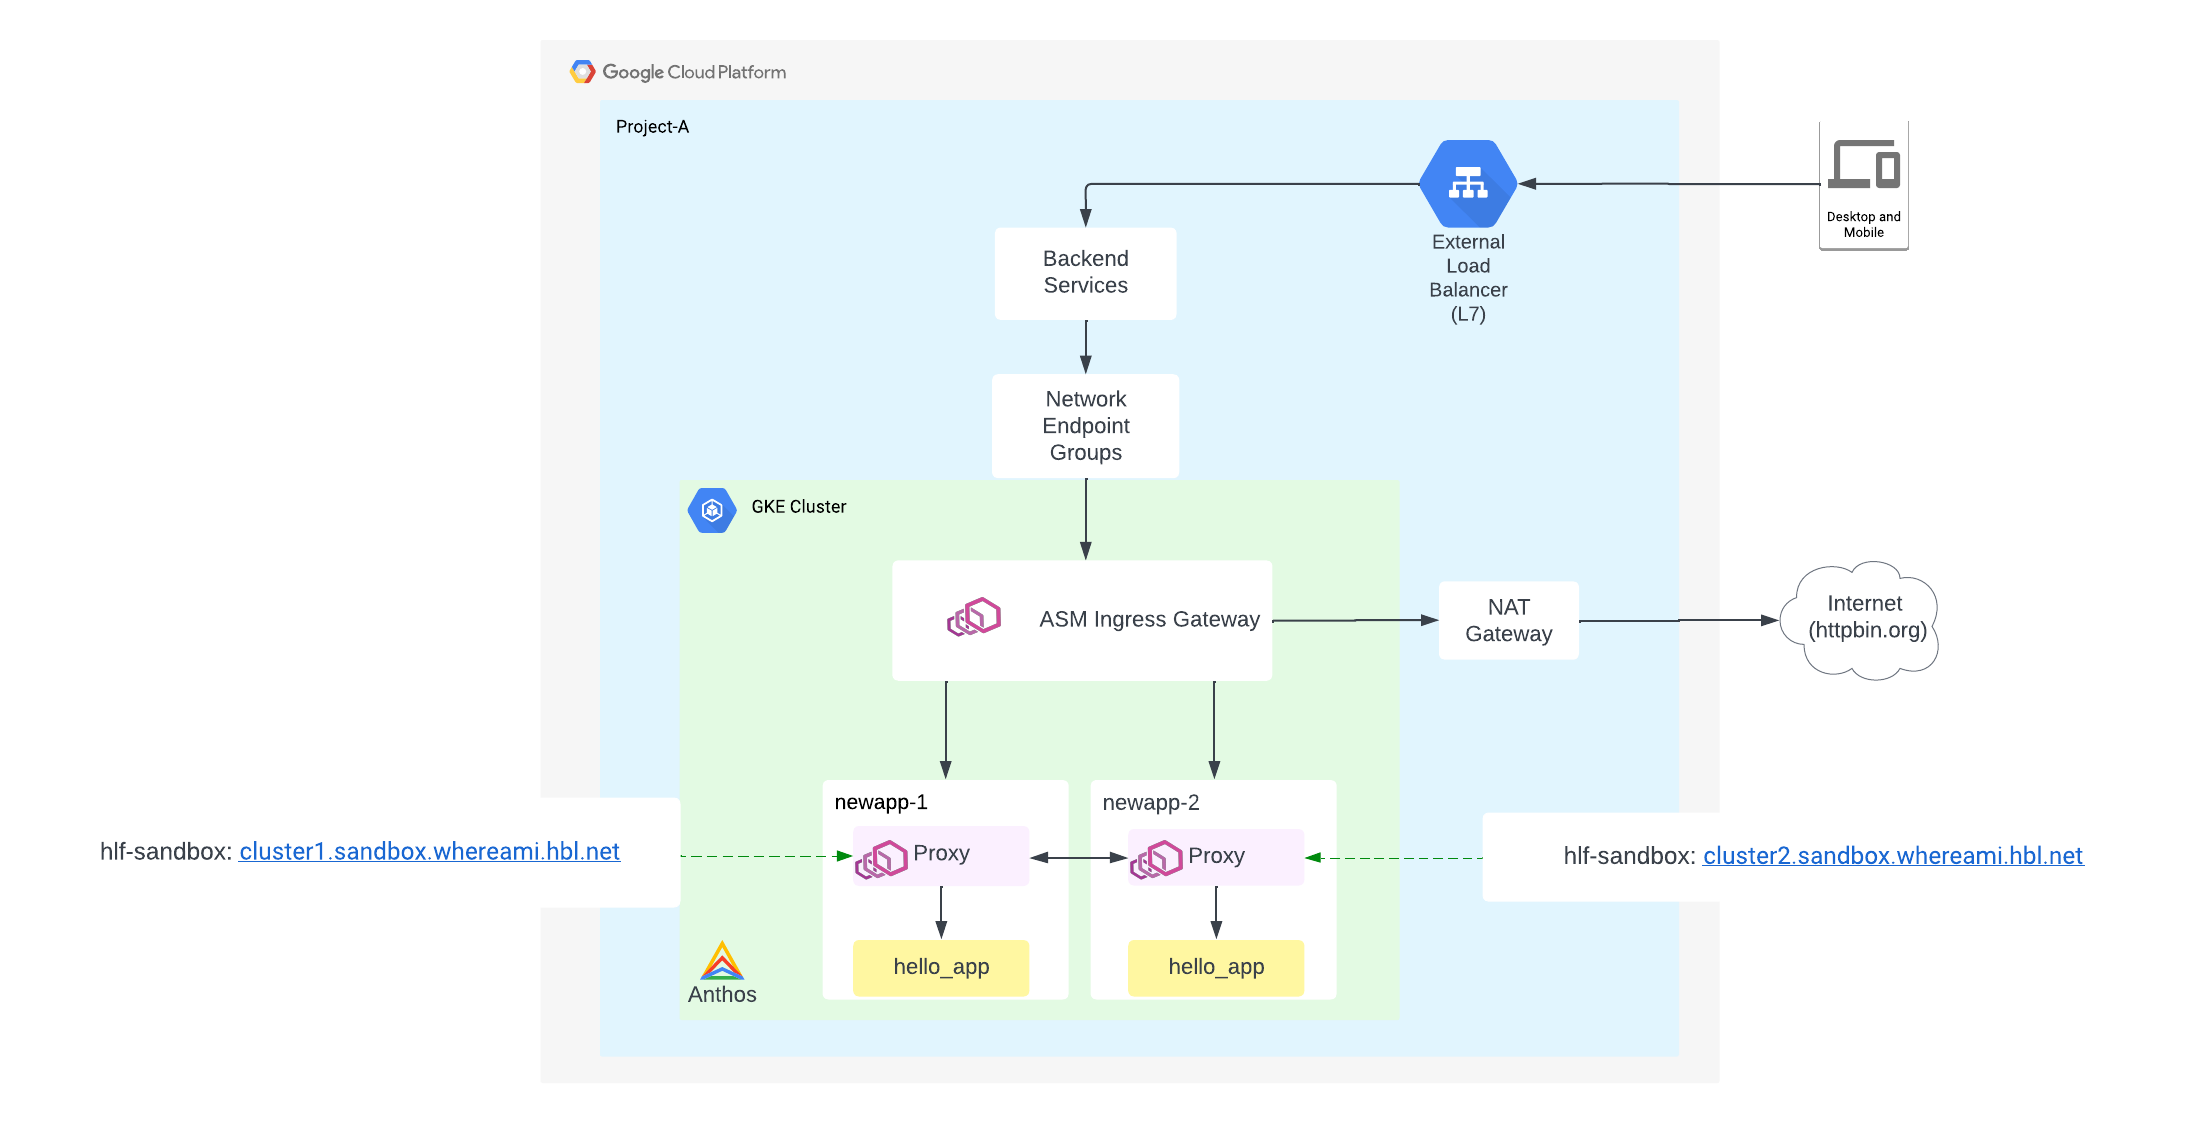 Google Cloud Platform
Project-A
Desktop and
Mobile
External
Load
Balancer
(L7)
Backend
Services
Network
Endpoint
Groups
GKE Cluster
ASM Ingress Gateway
NAT
Gateway
Internet
(httpbin.org)
newapp-1
newapp-2
hlf-sandbox: cluster1.sandbox.whereami.hbl.net
Proxy
Proxy
hlf-sandbox: cluster2.sandbox.whereami.hbl.net
hello_app
hello_app
Anthos